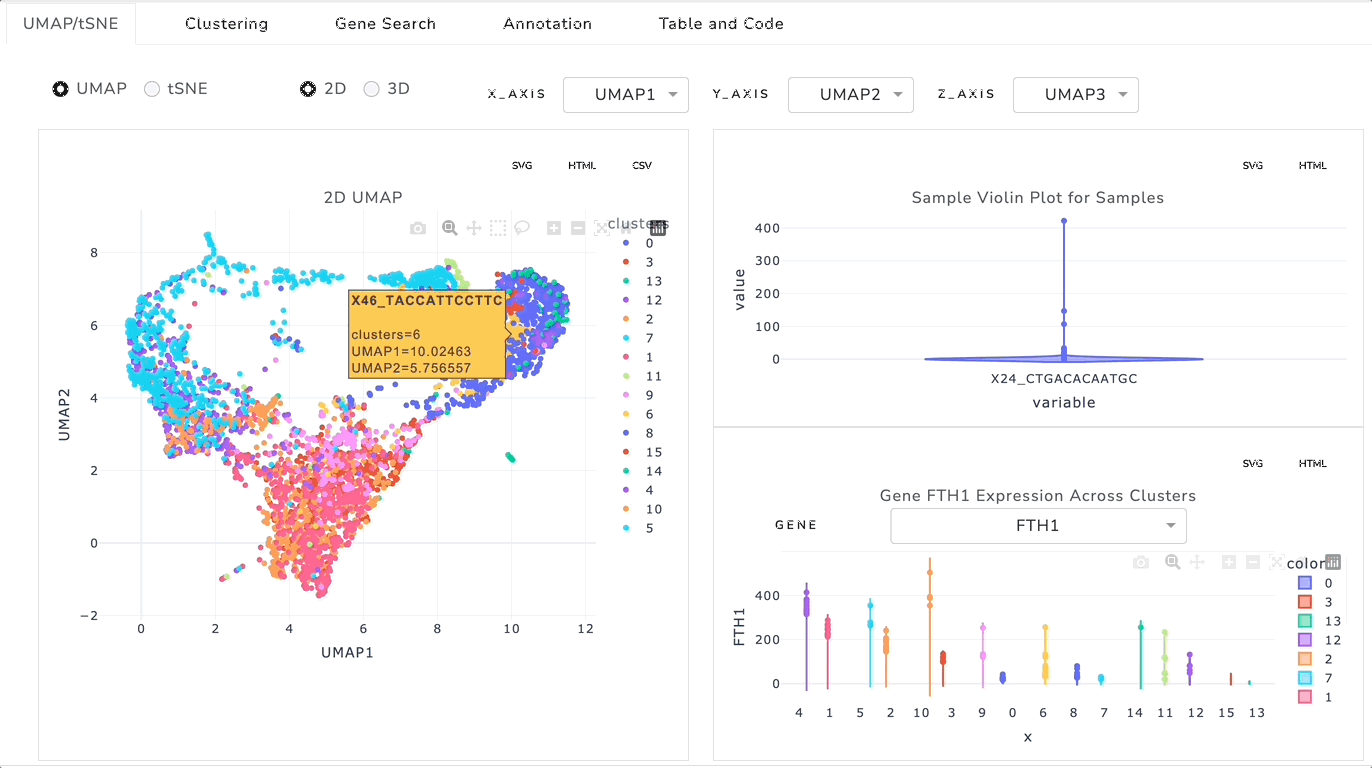 UMAP/tSNE Clustering Gene Search Annotation Table and Code
UMAP tSNE 2D 3D X_AXIS UMAP1 Y_AXIS UMAP2 Z_AXIS UMAP3
SVG HTML CSV
2D UMAP
clusters
0
3
13
12
2
7
1
11
9
6
8
15
14
4
10
5
X46_TACCATTCCTTC
clusters=6
UMAP1=10.02463
UMAP2=5.756557
UMAP2
8
6
4
2
0
−2
0 2 4 6 8 10 12
UMAP1
SVG HTML
Sample Violin Plot for Samples
value
400
300
200
100
0
X24_CTGACACAATGC
variable
SVG HTML
Gene FTH1 Expression Across Clusters
GENE FTH1
color
0
3
13
12
2
7
1
FTH1
400
200
0
4 1 5 2 10 3 9 0 6 8 7 14 11 12 15 13
x